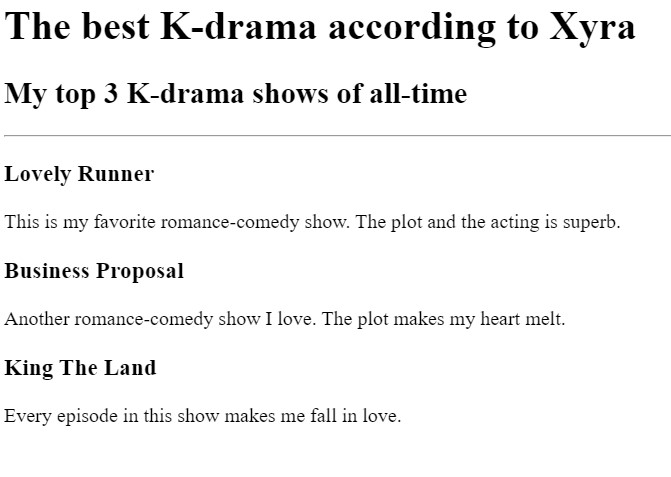 The best K-drama according to Xyra
My top 3 K-drama shows of all-time
Lovely Runner
This is my favorite romance-comedy show. The plot and the acting is superb.
Business Proposal
Another romance-comedy show I love. The plot makes my heart melt.
King The Land
Every episode in this show makes me fall in love.